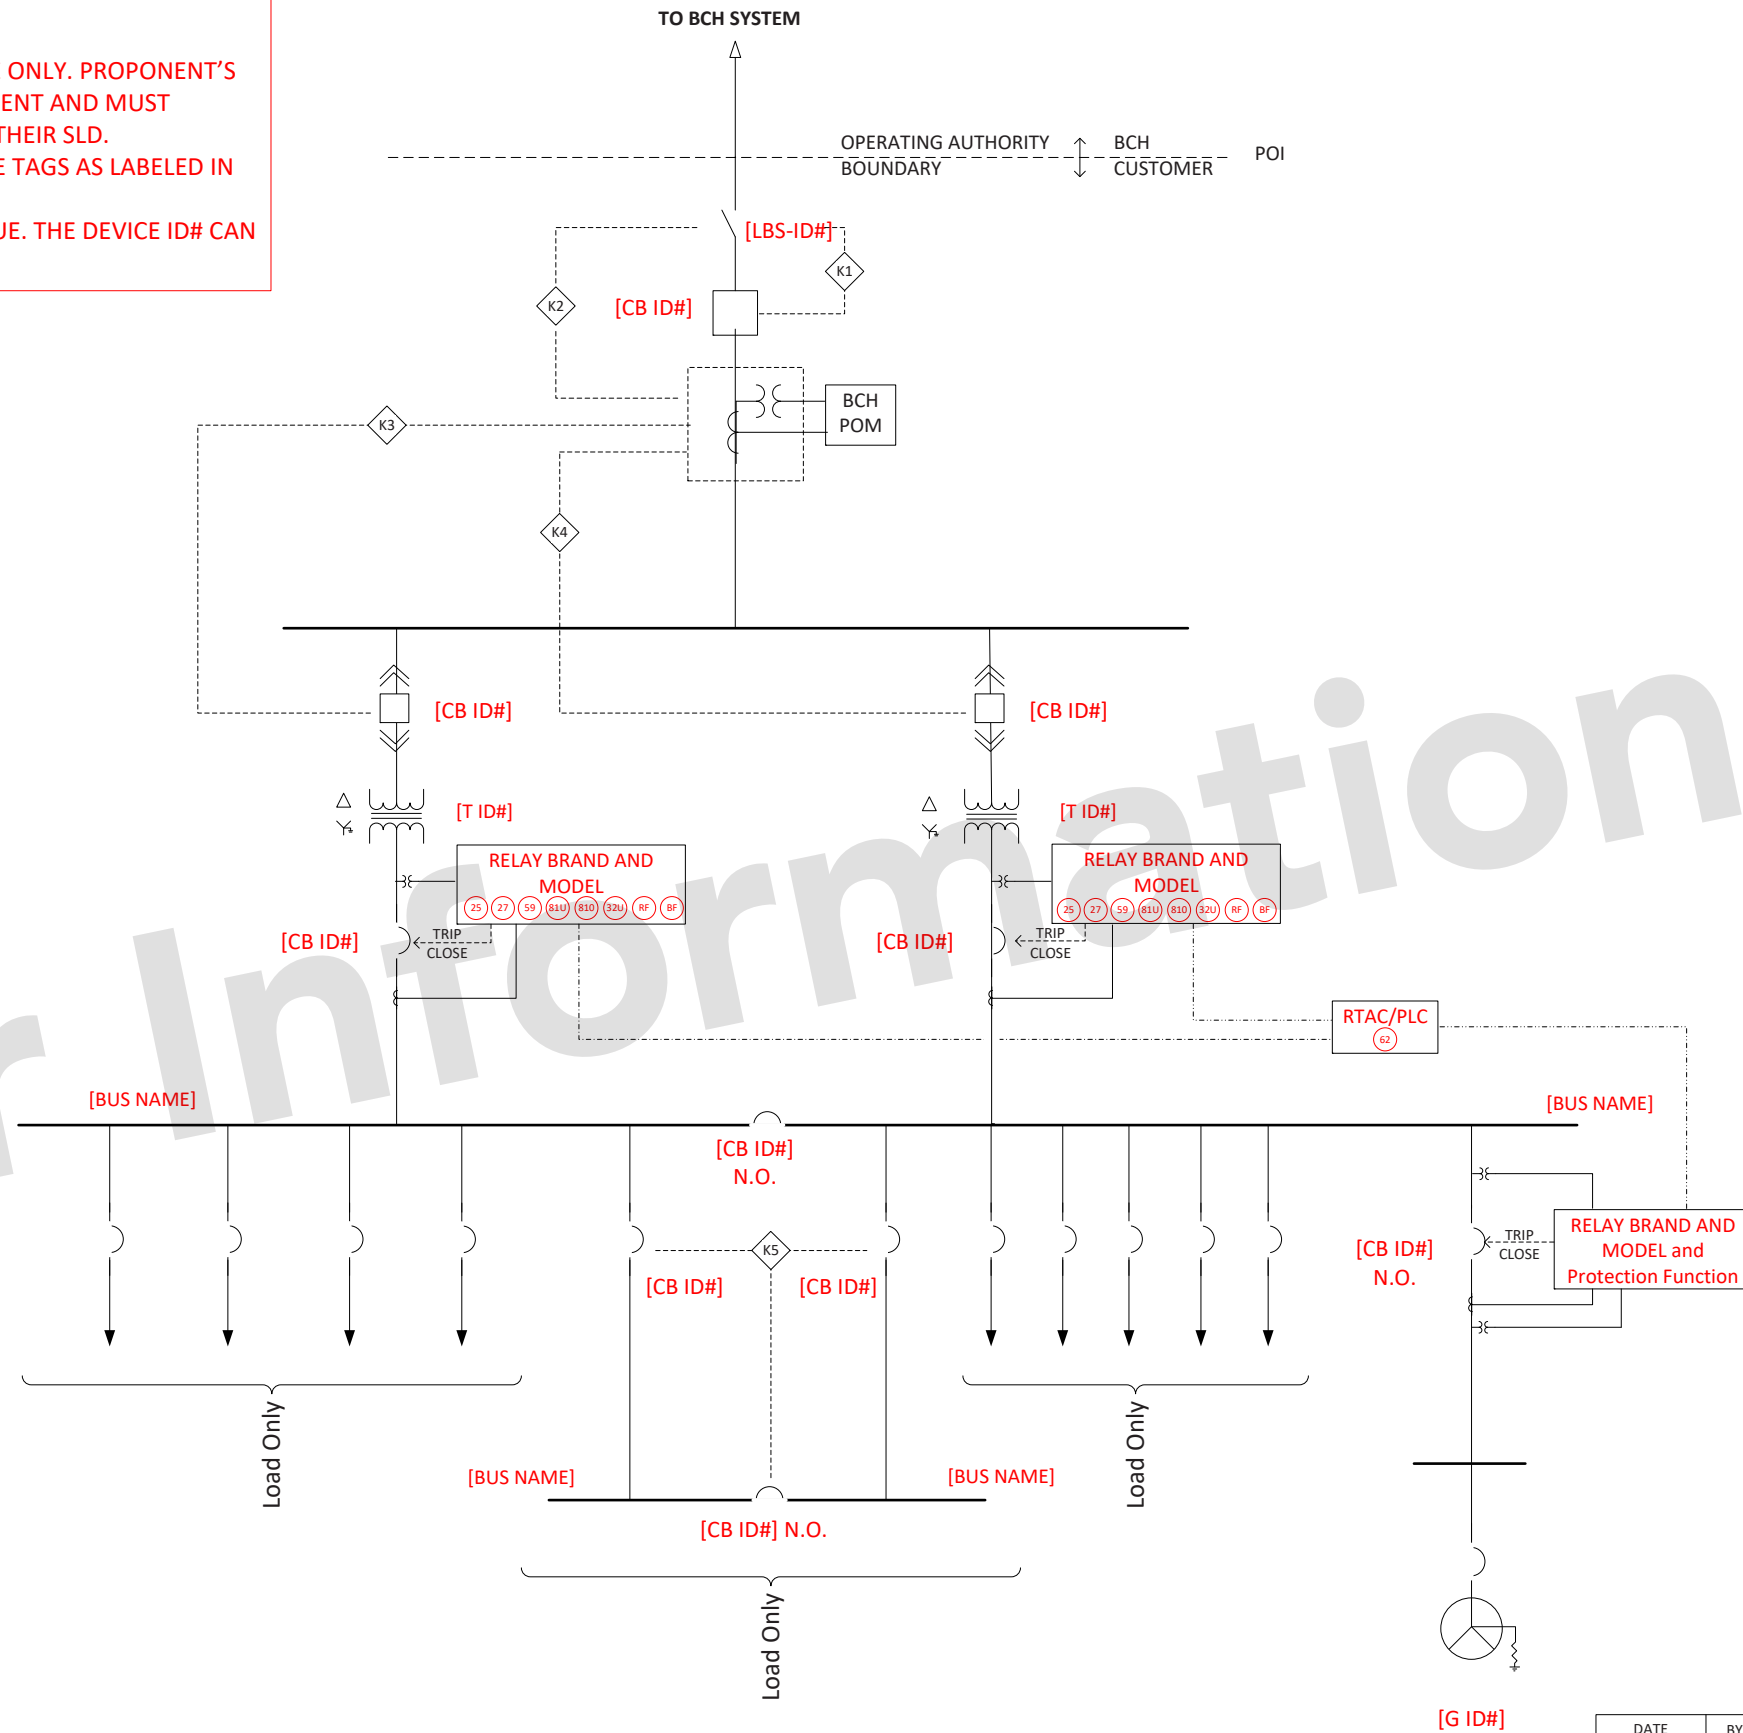 TO BCH SYSTEM
ONLY. PROPONENT’S
ENT AND MUST
THEIR SLD.
E TAGS AS LABELED IN
UE. THE DEVICE ID# CAN
OPERATING AUTHORITY
BOUNDARY
BCH
CUSTOMER
POI
[LBS-ID#]
K1
K2
[CB ID#]
BCH
POM
K3
K4
[CB ID#]
[CB ID#]
[T ID#]
[T ID#]
RELAY BRAND AND
MODEL
25 27 59 81U 810 32U RF BF
RELAY BRAND AND
MODEL
25 27 59 81U 810 32U RF BF
[CB ID#]
TRIP
CLOSE
[CB ID#]
TRIP
CLOSE
RTAC/PLC
62
r Information
[BUS NAME]
[BUS NAME]
[CB ID#]
N.O.
K5
[CB ID#]
[CB ID#]
[CB ID#]
N.O.
TRIP
CLOSE
RELAY BRAND AND
MODEL and
Protection Function
Load Only
Load Only
[BUS NAME]
[BUS NAME]
[CB ID#] N.O.
Load Only
[G ID#]
DATE
BY